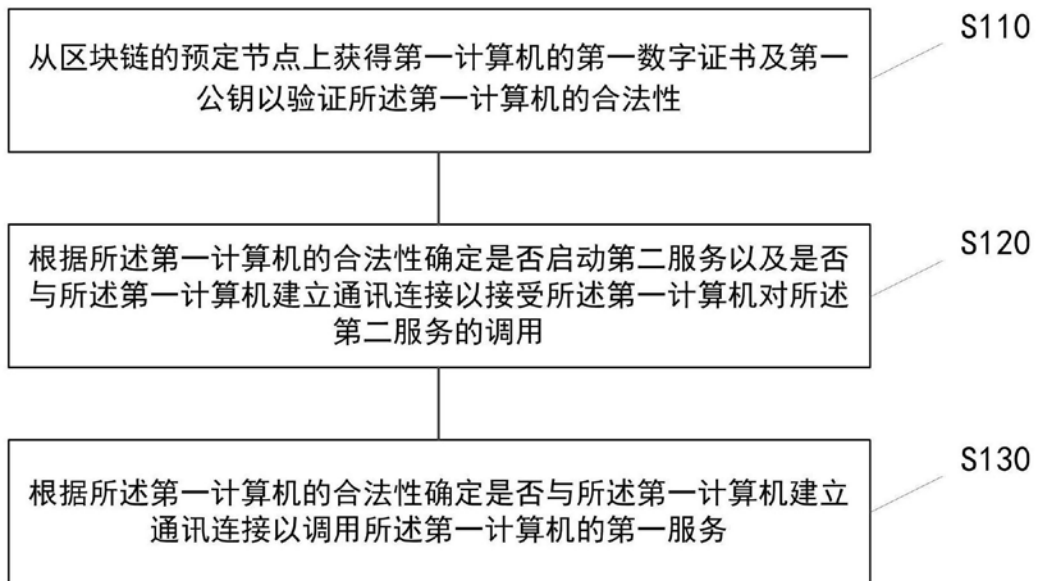 从区块链的预定节点上获得第一计算机的第一数字证书及第一
公钥以验证所述第一计算机的合法性
S110
根据所述第一计算机的合法性确定是否启动第二服务以及是否
与所述第一计算机建立通讯连接以接受所述第一计算机对所述
第二服务的调用
S120
根据所述第一计算机的合法性确定是否与所述第一计算机建立
通讯连接以调用所述第一计算机的第一服务
S130